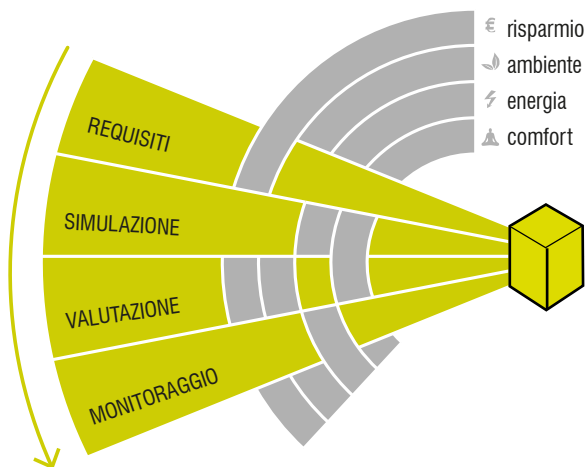 € risparmio
ambiente
energia
comfort
REQUISITI
SIMULAZIONE
VALUTAZIONE
MONITORAGGIO